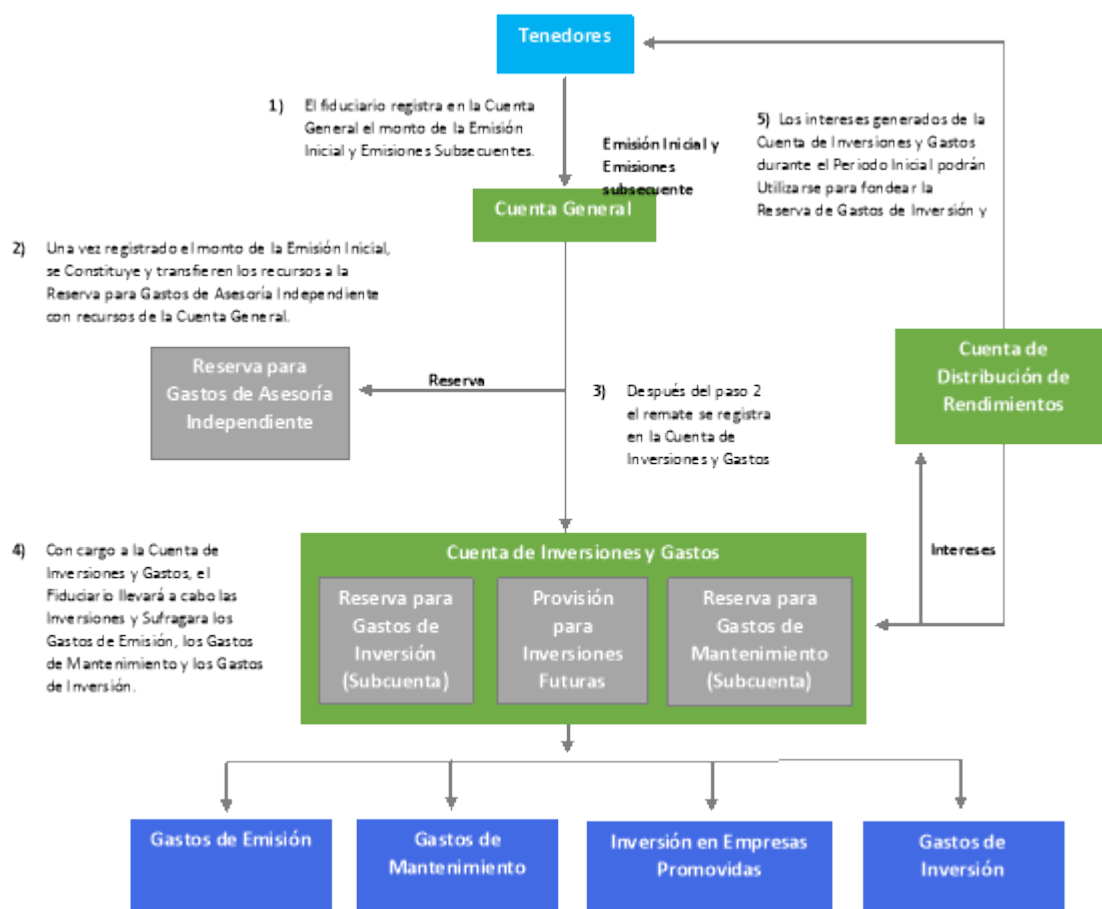 Tenedores
1) El fiduciario registra en la Cuenta
General el monto de la Emisión
Inicial y Emisiones Subsecuentes.
Emisión Inicial y
Emisiones
subsecuente
5) Los intereses generados de la
Cuenta de Inversiones y Gastos
durante el Periodo Inicial podrán
Utilizarse para fondear la
Reserva de Gastos de Inversión y
Cuenta General
2) Una vez registrado el monto de la Emisión Inicial,
se Constituye y transfieren los recursos a la
Reserva para Gastos de Asesoría Independiente
con recursos de la Cuenta General.
Reserva para
Gastos de Asesoría
Independiente
Reserva
3) Después del paso 2
el remate se registra
en la Cuenta de
Inversiones y Gastos
Cuenta de
Distribución de
Rendimientos
4) Con cargo a la Cuenta de
Inversiones y Gastos, el
Fiduciario llevará a cabo las
Inversiones y Sufragara los
Gastos de Emisión, los Gastos
de Mantenimiento y los Gastos
de Inversión.
Cuenta de Inversiones y Gastos
Reserva para
Gastos de
Inversión
(Subcuenta)
Provisión
para
Inversiones
Futuras
Reserva para
Gastos de
Mantenimiento
(Subcuenta)
Intereses
Gastos de Emisión
Gastos de
Mantenimiento
Inversión en Empresas
Promovidas
Gastos de
Inversión